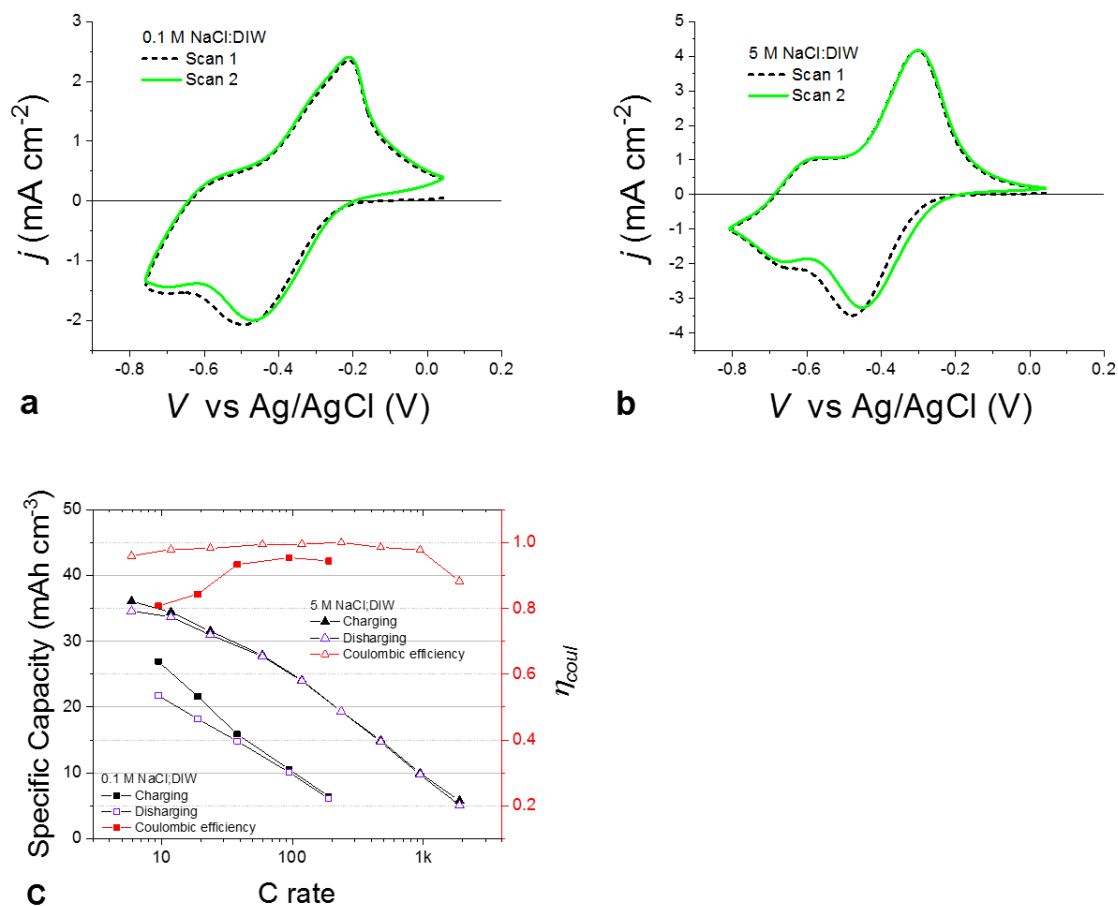 3
2
1
0
-1
-2
-0.8
-0.6
-0.4
-0.2
0.0
0.2
j (mA cm-2)
0.1 M NaCl:DIW
Scan 1
Scan 2
a
V vs Ag/AgCl (V)
5
4
3
2
1
0
-1
-2
-3
-4
-0.8
-0.6
-0.4
-0.2
0.0
0.2
j (mA cm-2)
5 M NaCl:DIW
Scan 1
Scan 2
b
V vs Ag/AgCl (V)
50
40
30
20
10
0
Specific Capacity (mAh cm-3)
5 M NaCl;DIW
Charging
Disharging
Coulombic efficiency
0.1 M NaCl;DIW
Charging
Disharging
Coulombic efficiency
1.0
0.8
0.6
0.4
0.2
ηcoul
10
100
1k
c
C rate